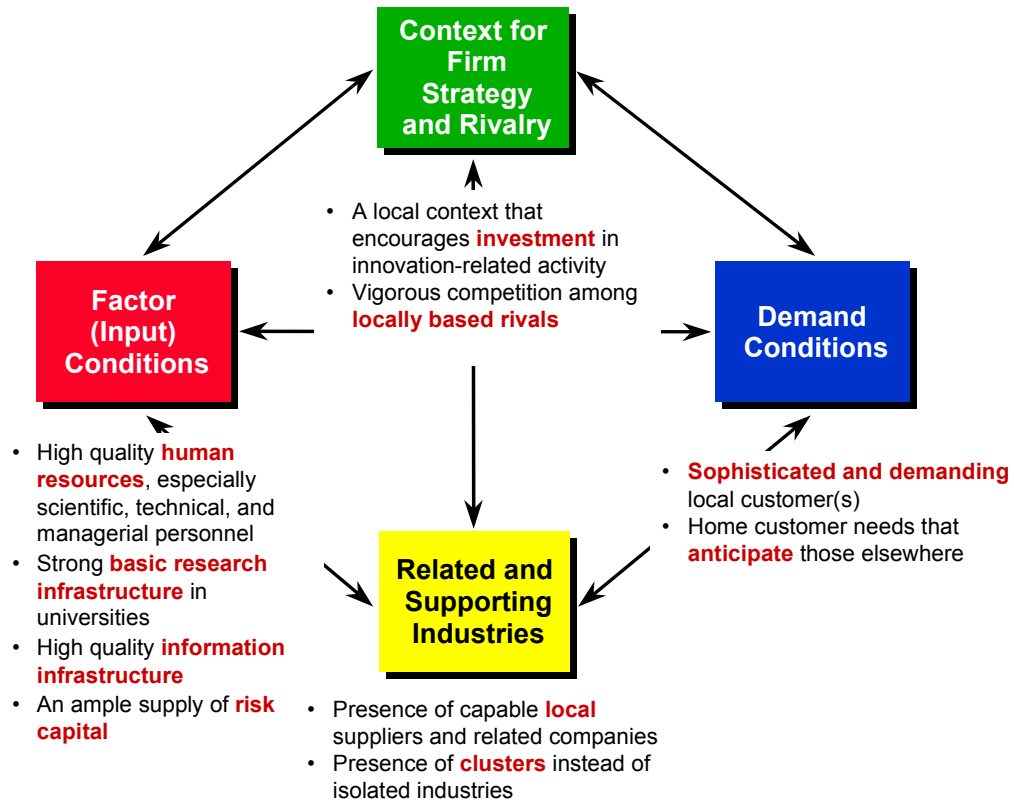 Context for
Firm
Strategy
and Rivalry
• A local context that
encourages investment in
innovation-related activity
• Vigorous competition among
locally based rivals
Factor
(Input)
Conditions
Demand
Conditions
• High quality human
resources, especially
scientific, technical, and
managerial personnel
• Strong basic research
infrastructure in
universities
• High quality information
infrastructure
• An ample supply of risk
capital
• Sophisticated and demanding
local customer(s)
• Home customer needs that
anticipate those elsewhere
Related and
Supporting
Industries
• Presence of capable local
suppliers and related companies
• Presence of clusters instead of
isolated industries